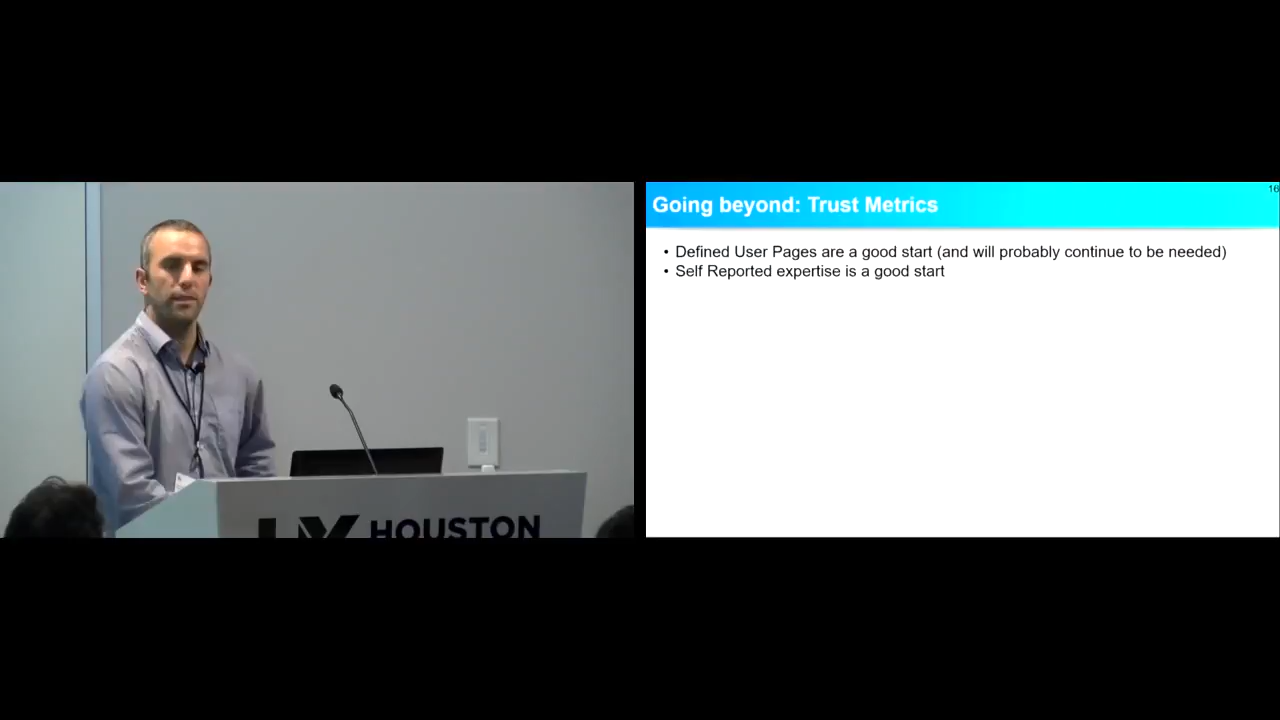 HOUSTON
16
Going beyond: Trust Metrics
• Defined User Pages are a good start (and will probably continue to be needed)
• Self Reported expertise is a good start